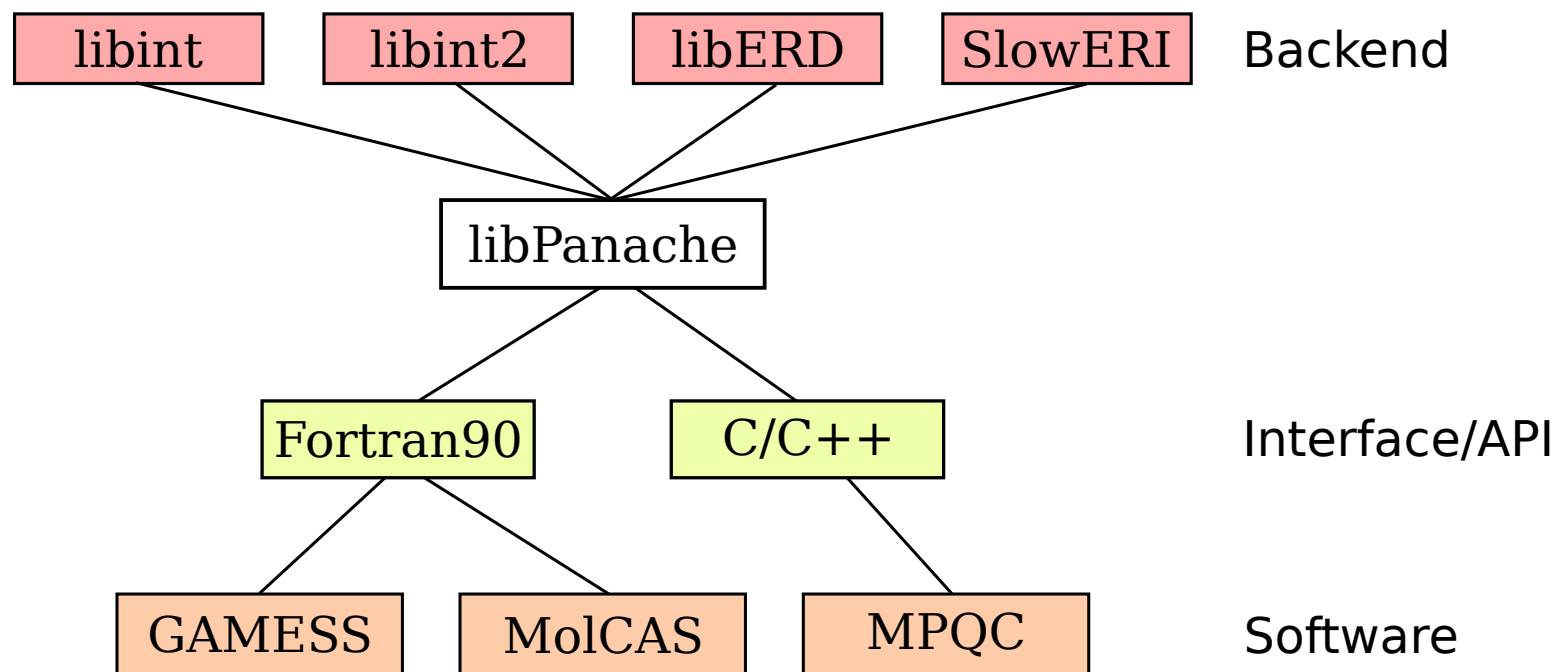 libint
libint2
libERD
SlowERI
Backend
libPanache
Fortran90
C/C++
Interface/API
GAMESS
MolCAS
MPQC
Software